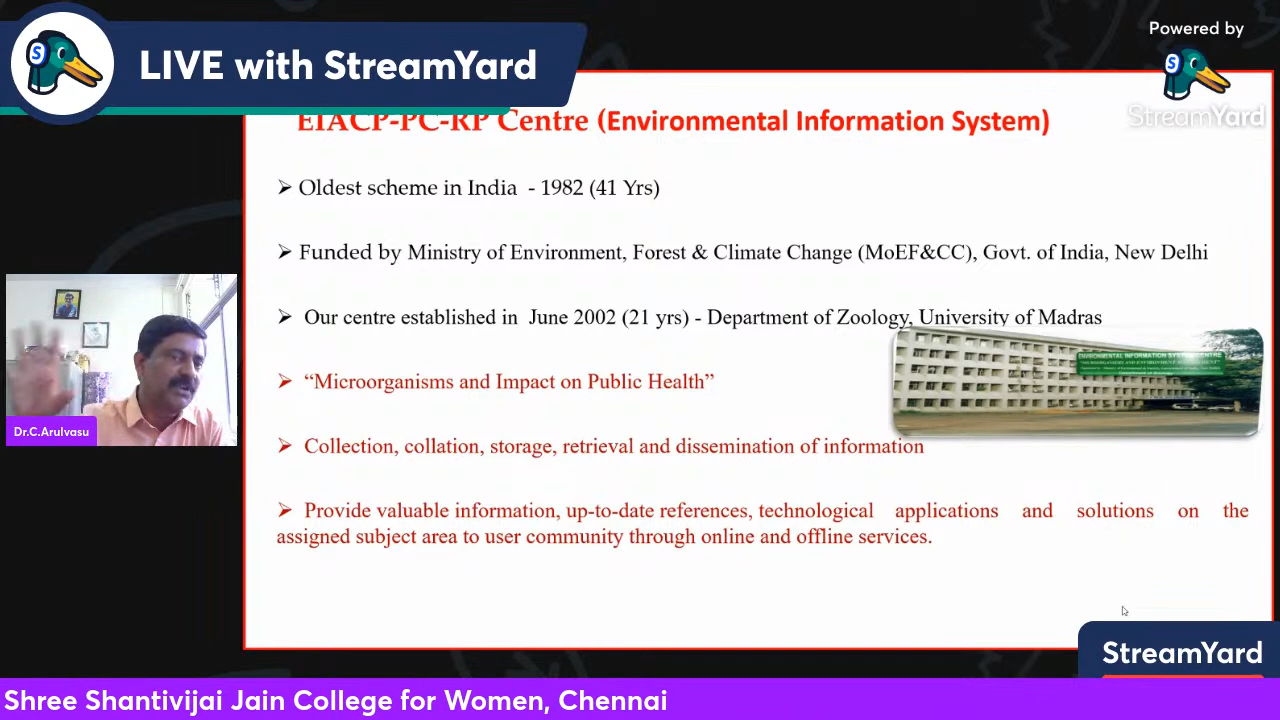 LIVE with StreamYard
Powered by
StreamYard
EIACP-PC-RP Centre (Environmental Information System)
➢ Oldest scheme in India - 1982 (41 Yrs)
➢ Funded by Ministry of Environment, Forest & Climate Change (MoEF&CC), Govt. of India, New Delhi
➢ Our centre established in June 2002 (21 yrs) - Department of Zoology, University of Madras
ENVIRONMENTAL INFORMATION SYSTEM CENTRE
➢ “Microorganisms and Impact on Public Health”
➢ Collection, collation, storage, retrieval and dissemination of information
➢ Provide valuable information, up-to-date references, technological applications and solutions on the
assigned subject area to user community through online and offline services.
Dr.C.Arulvasu
StreamYard
Shree Shantivijai Jain College for Women, Chennai